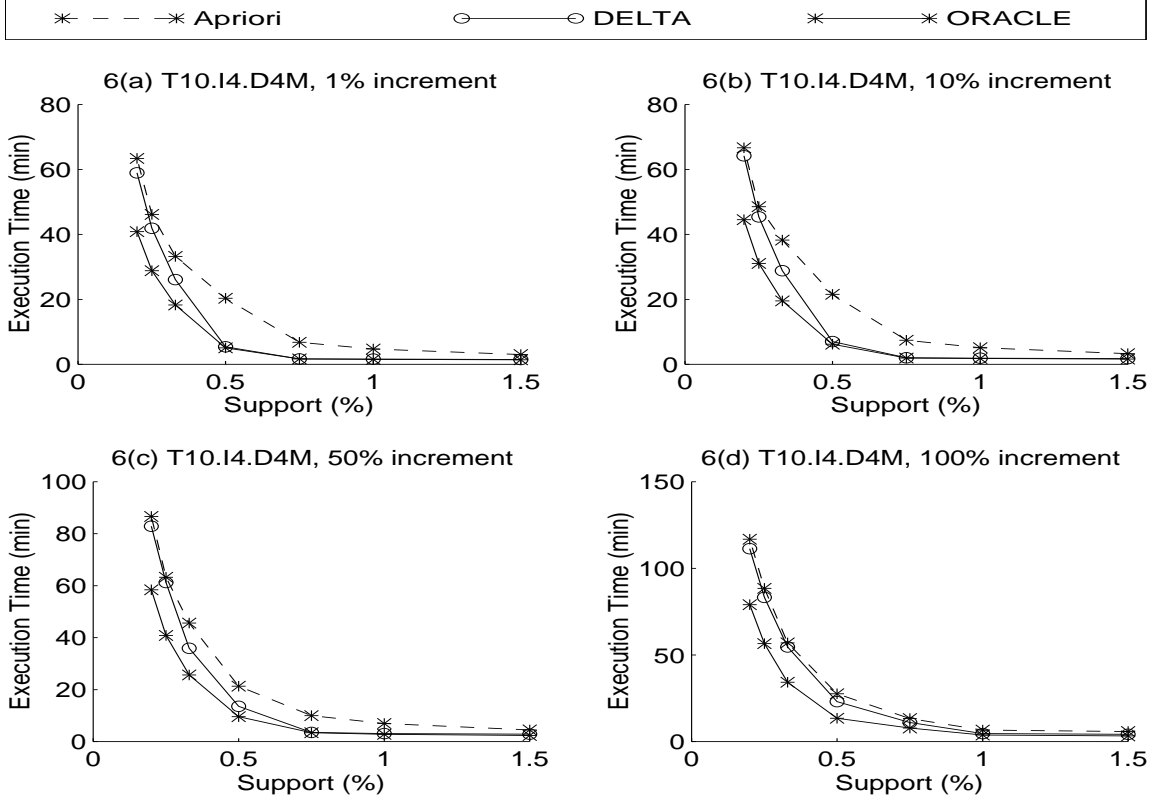 Apriori DELTA ORACLE
6(a) T10.I4.D4M, 1% increment
80
60
40
20
0
Execution Time (min)
0 0.5 1 1.5
Support (%)
6(b) T10.I4.D4M, 10% increment
80
60
40
20
0
Execution Time (min)
0 0.5 1 1.5
Support (%)
6(c) T10.I4.D4M, 50% increment
100
80
60
40
20
0
Execution Time (min)
0 0.5 1 1.5
Support (%)
6(d) T10.I4.D4M, 100% increment
150
100
50
0
Execution Time (min)
0 0.5 1 1.5
Support (%)